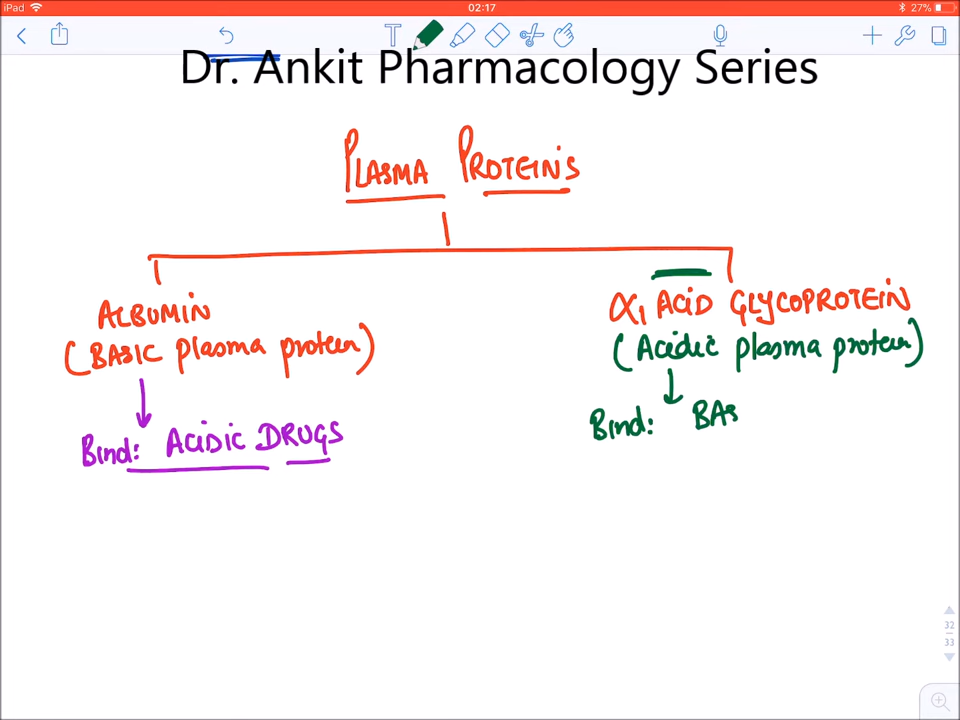 iPad 02:17 27%
T
Dr. Ankit Pharmacology Series
PLASMA PROTEINS
ALBUMIN
(BASIC plasma protein)
Bind: ACIDIC DRUGS
α1 ACID GLYCOPROTEIN
(Acidic plasma protein)
Bind: BAS
32
33